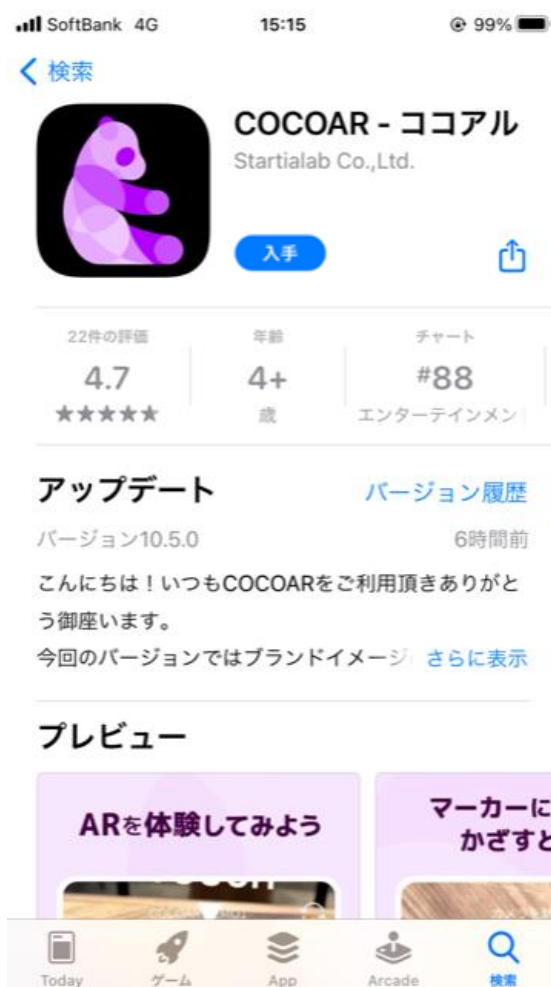 SoftBank 4G 15:15 99%
検索
COCOAR - ココアル
Startialab Co.,Ltd.
入手
22件の評価 年齢 チャート
4.7 4+ #88
★★★★★ 歳 エンターテインメン
アップデート バージョン履歴
バージョン10.5.0 6時間前
こんにちは！いつもCOCOARをご利用頂きありがと
う御座います。
今回のバージョンではブランドイメージ さらに表示
プレビュー
ARを体験してみよう
マーカーに
かざすと
Today ゲーム App Arcade 検索